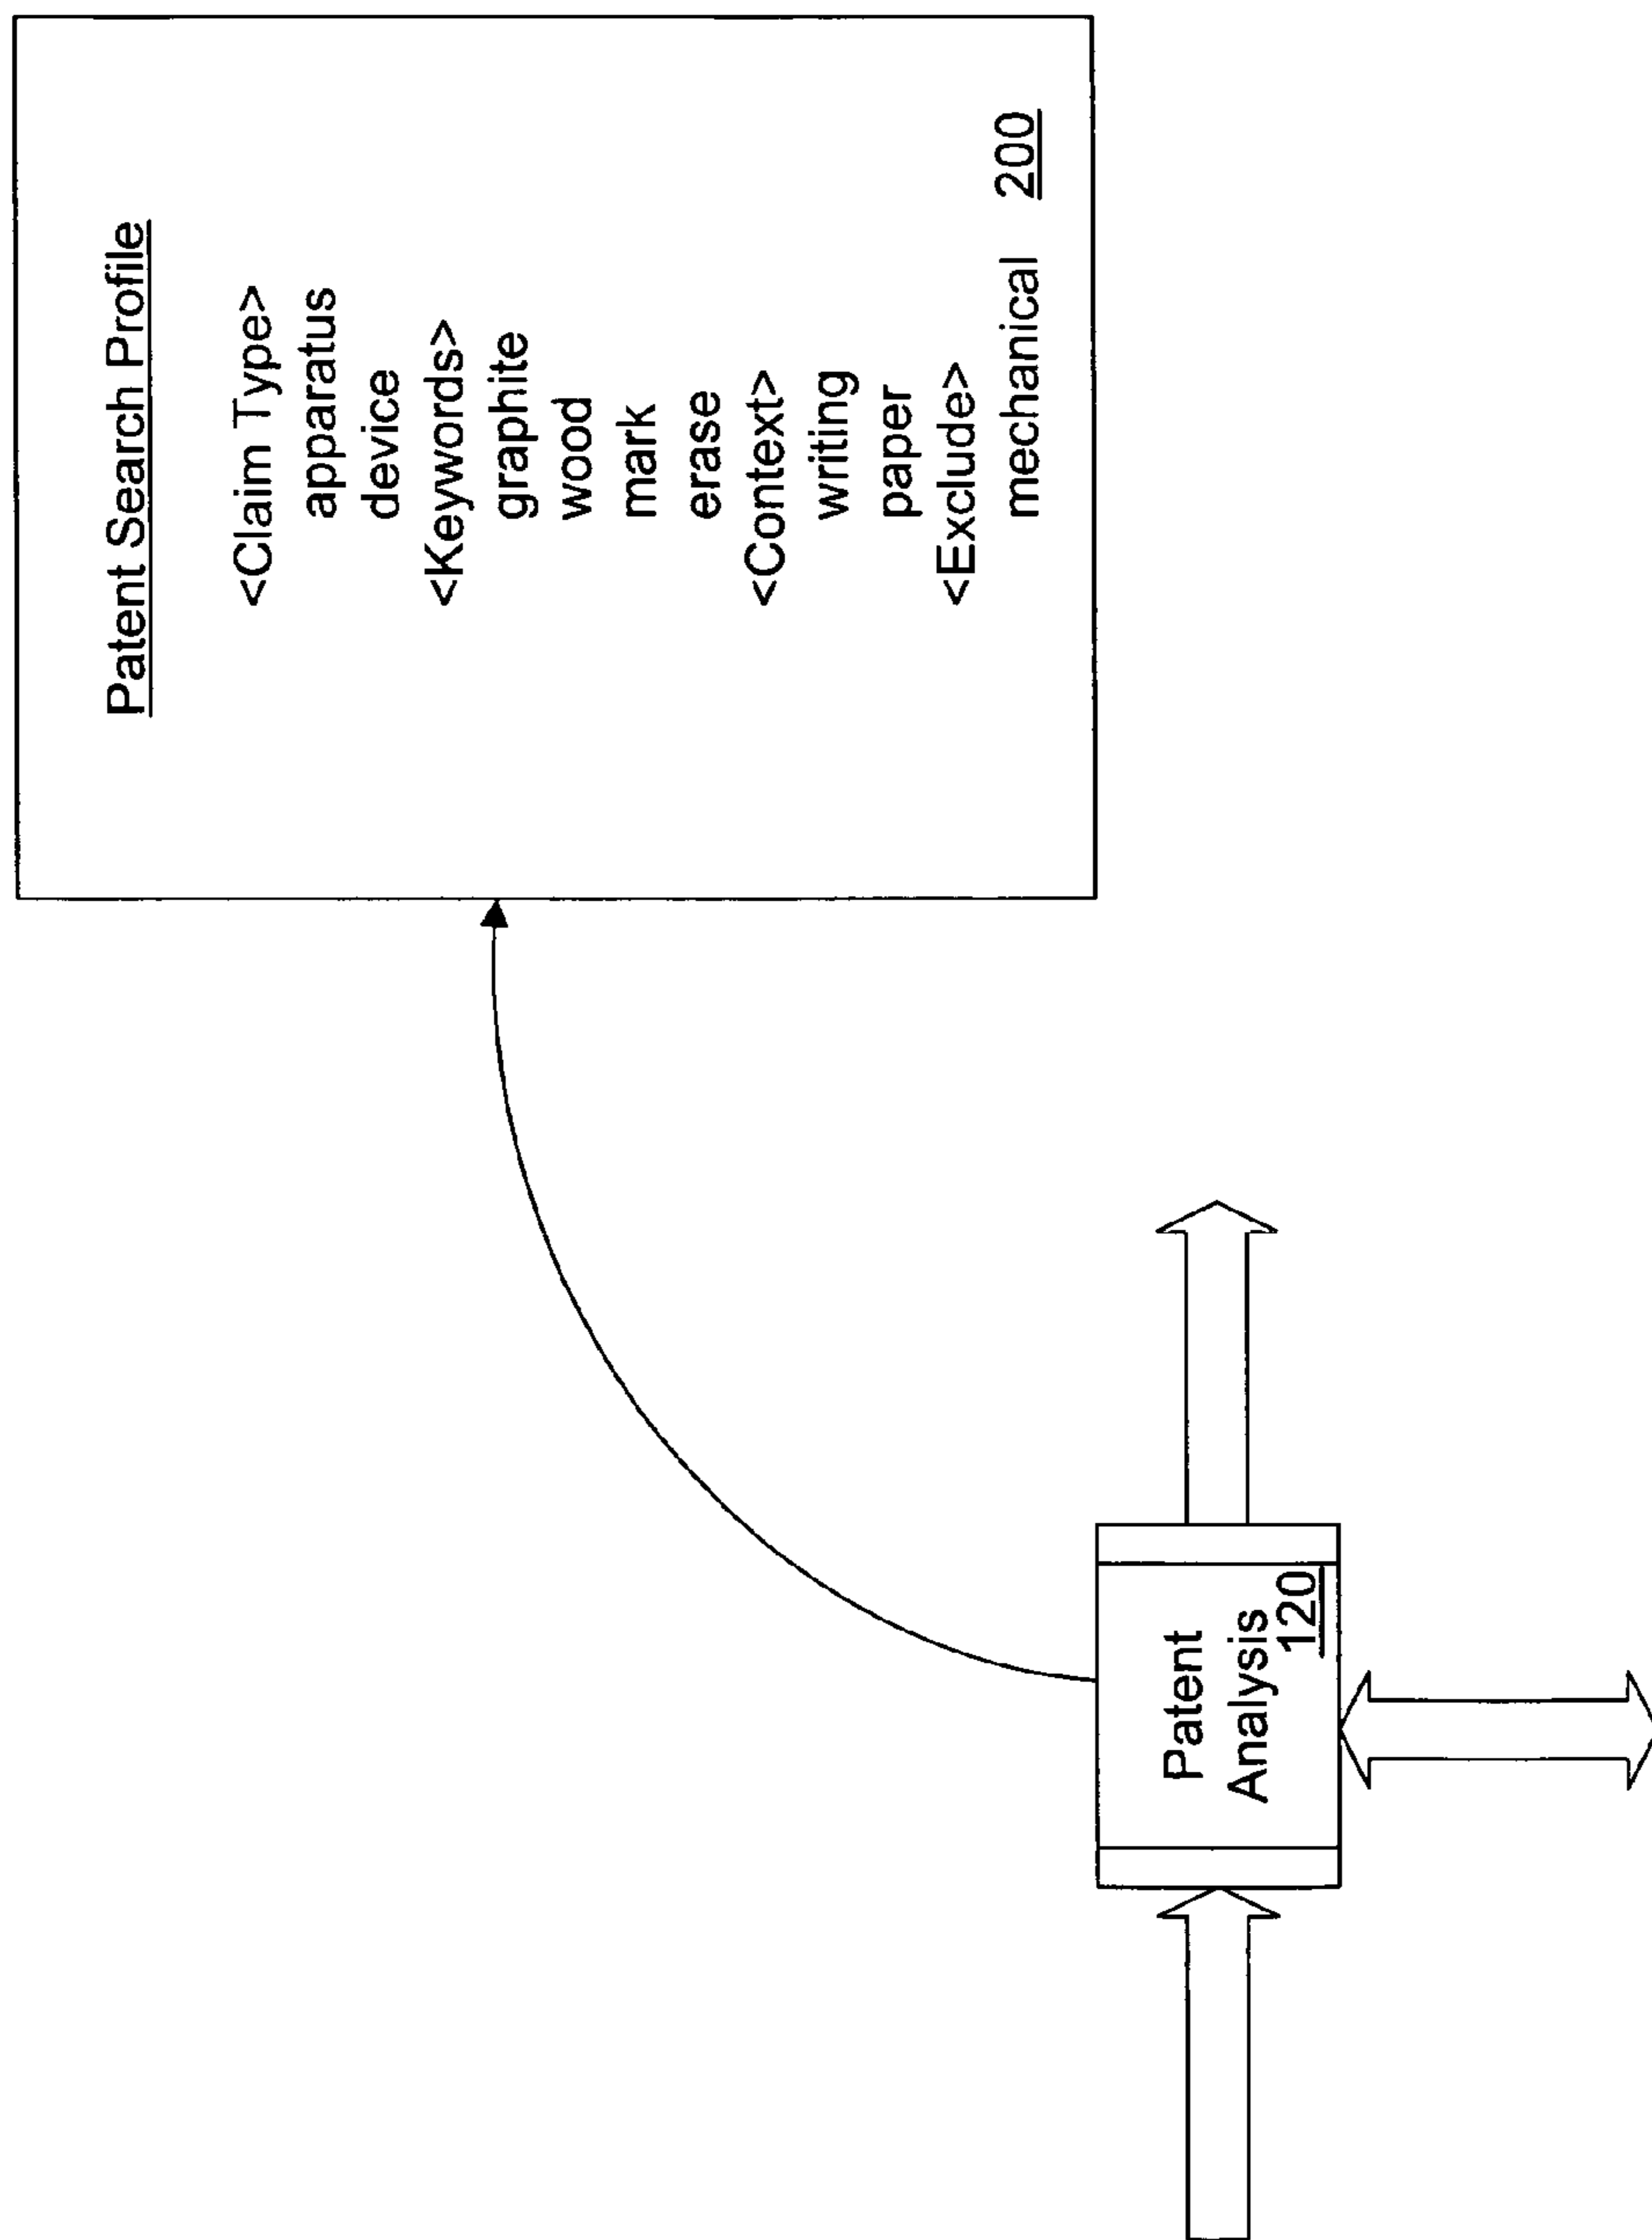 Patent Search Profile
<Claim Type>
apparatus
device
<Keywords>
graphite
wood
mark
erase
<Context>
writing
paper
<Exclude>
mechanical 200
Patent
Analysis
120